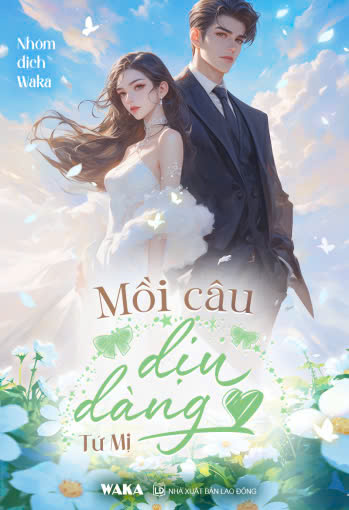 Nhóm
dịch
Waka
Mồi câu
dịu
dàng
Tứ Mị
WAKA LĐ NHÀ XUẤT BẢN LAO ĐỘNG